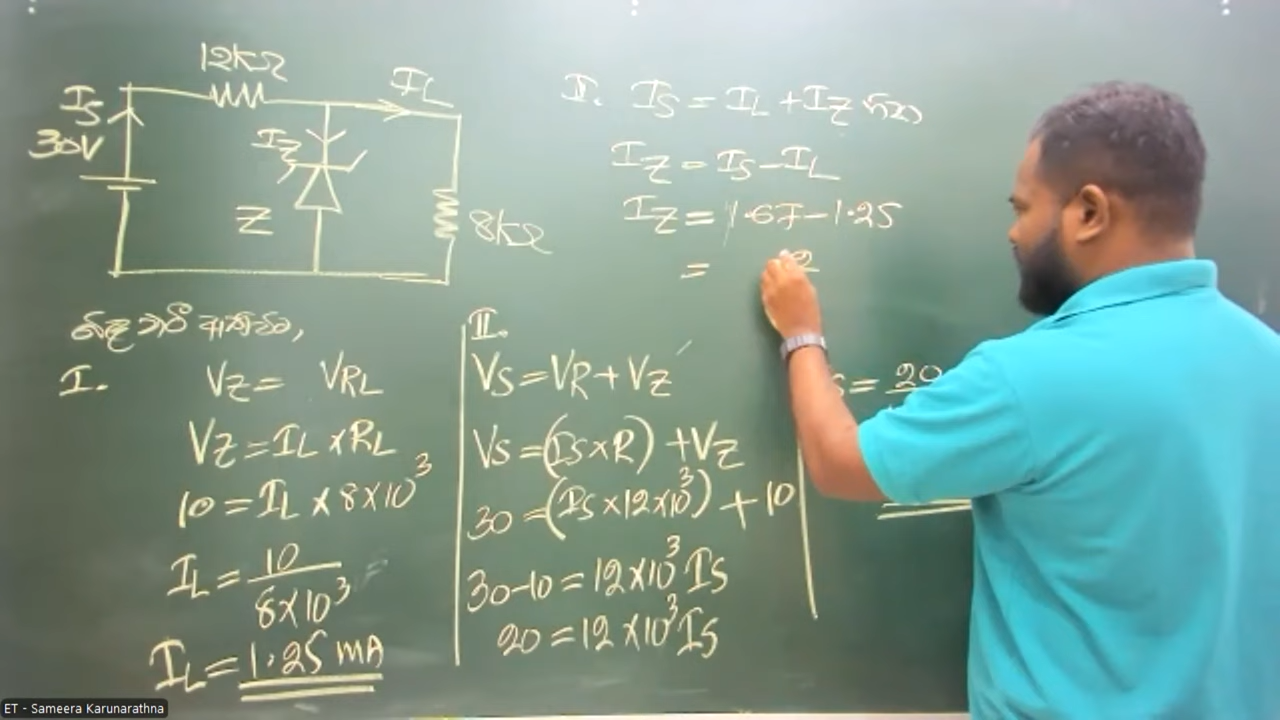 12kΩ
IL
IS
30V
IZ
Z
8kΩ
I.
VZ = VRL
VZ = IL × RL
10 = IL × 8×10³
IL = 10 / 8×10³
IL = 1.25 mA
II.
VS = VR + VZ
VS = (IS × R) + VZ
30 = (IS × 12×10³) + 10
30-10 = 12×10³ IS
20 = 12×10³ IS
II. IS = IL + IZ
IZ = IS - IL
IZ = 1.67 - 1.25
=
= 20
ET - Sameera Karunarathna